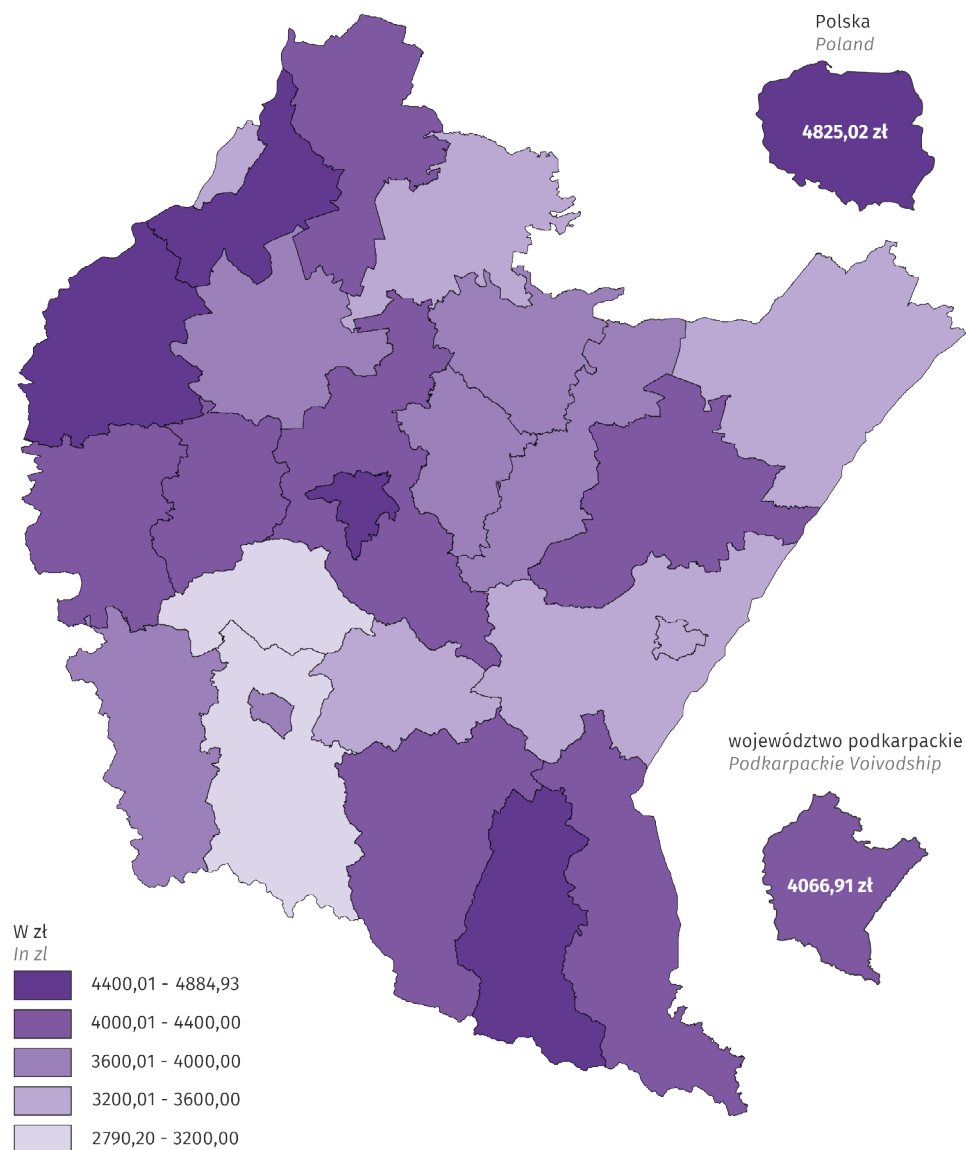 Polska
Poland
4825,02 zł
województwo podkarpackie
Podkarpackie Voivodship
4066,91 zł
W zł
In zl
4400,01 - 4884,93
4000,01 - 4400,00
3600,01 - 4000,00
3200,01 - 3600,00
2790,20 - 3200,00